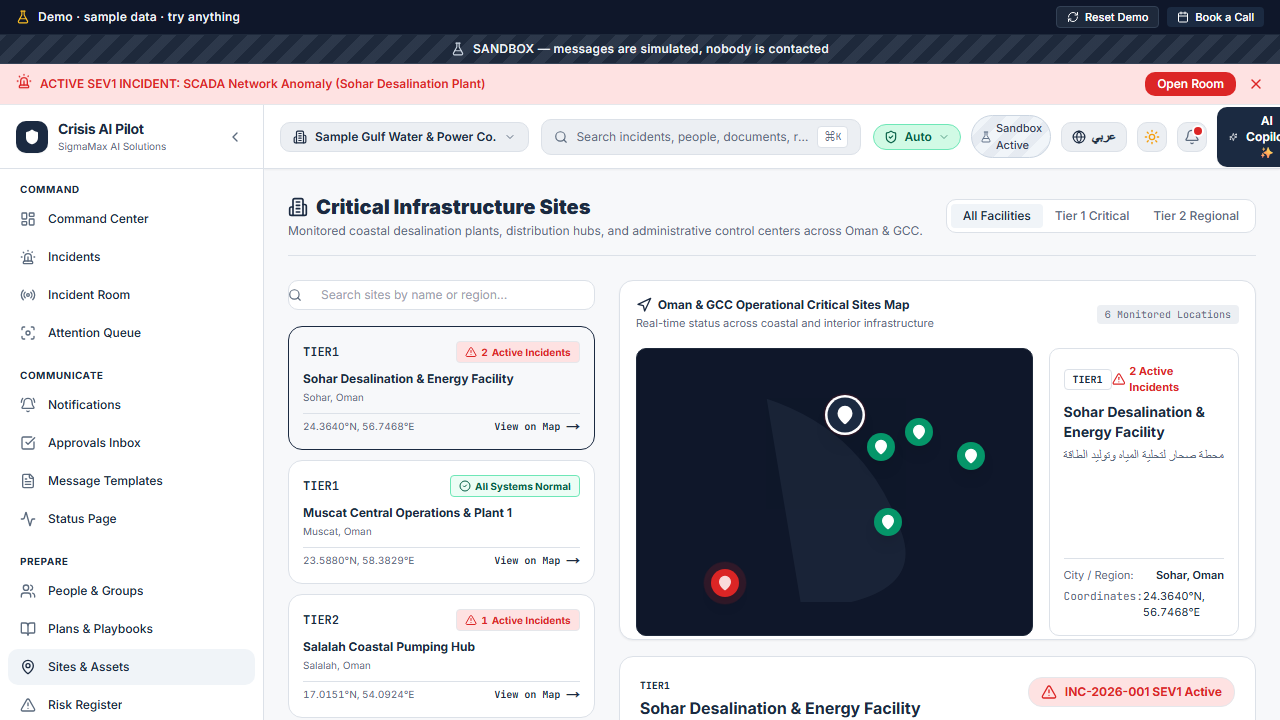 Demo · sample data · try anything
Reset Demo
Book a Call
SANDBOX — messages are simulated, nobody is contacted
ACTIVE SEV1 INCIDENT: SCADA Network Anomaly (Sohar Desalination Plant)
Open Room
Crisis AI Pilot
SigmaMax AI Solutions
Sample Gulf Water & Power Co.
Search incidents, people, documents, r...
⌘K
Auto
Sandbox
Active
عربي
AI
Copilo
✨
COMMAND
Command Center
Incidents
Incident Room
Attention Queue
COMMUNICATE
Notifications
Approvals Inbox
Message Templates
Status Page
PREPARE
People & Groups
Plans & Playbooks
Sites & Assets
Risk Register
Critical Infrastructure Sites
Monitored coastal desalination plants, distribution hubs, and administrative control centers across Oman & GCC.
All Facilities
Tier 1 Critical
Tier 2 Regional
Search sites by name or region...
TIER1
2 Active Incidents
Sohar Desalination & Energy Facility
Sohar, Oman
24.3640°N, 56.7468°E
View on Map →
TIER1
All Systems Normal
Muscat Central Operations & Plant 1
Muscat, Oman
23.5880°N, 58.3829°E
View on Map →
TIER2
1 Active Incidents
Salalah Coastal Pumping Hub
Salalah, Oman
17.0151°N, 54.0924°E
View on Map →
Oman & GCC Operational Critical Sites Map
Real-time status across coastal and interior infrastructure
6 Monitored Locations
TIER1
2 Active
Incidents
Sohar Desalination &
Energy Facility
محطة صحار لتحلية المياه وتوليد الطاقة
City / Region:
Sohar, Oman
Coordinates:
24.3640°N,
56.7468°E
TIER1
Sohar Desalination & Energy Facility
INC-2026-001 SEV1 Active